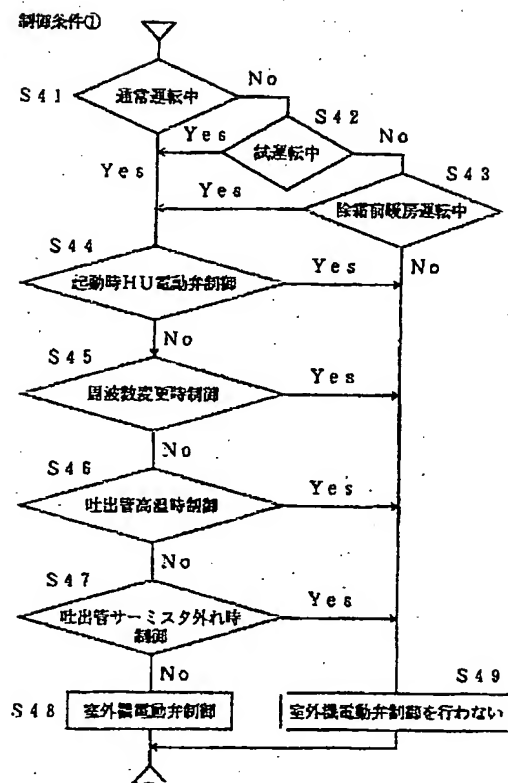 制御条件①
S41
通常運転中
No
S42
Yes
試運転中
No
S43
Yes
Yes
除霜前暖房運転中
No
S44
起動時HU電動弁制御
Yes
No
S45
周波数変更時制御
Yes
No
S46
吐出管高温時制御
Yes
No
S47
吐出管サーミスタ外れ時
制御
Yes
No
S48
室外機電動弁制御
S49
室外機電動弁制御を行わない